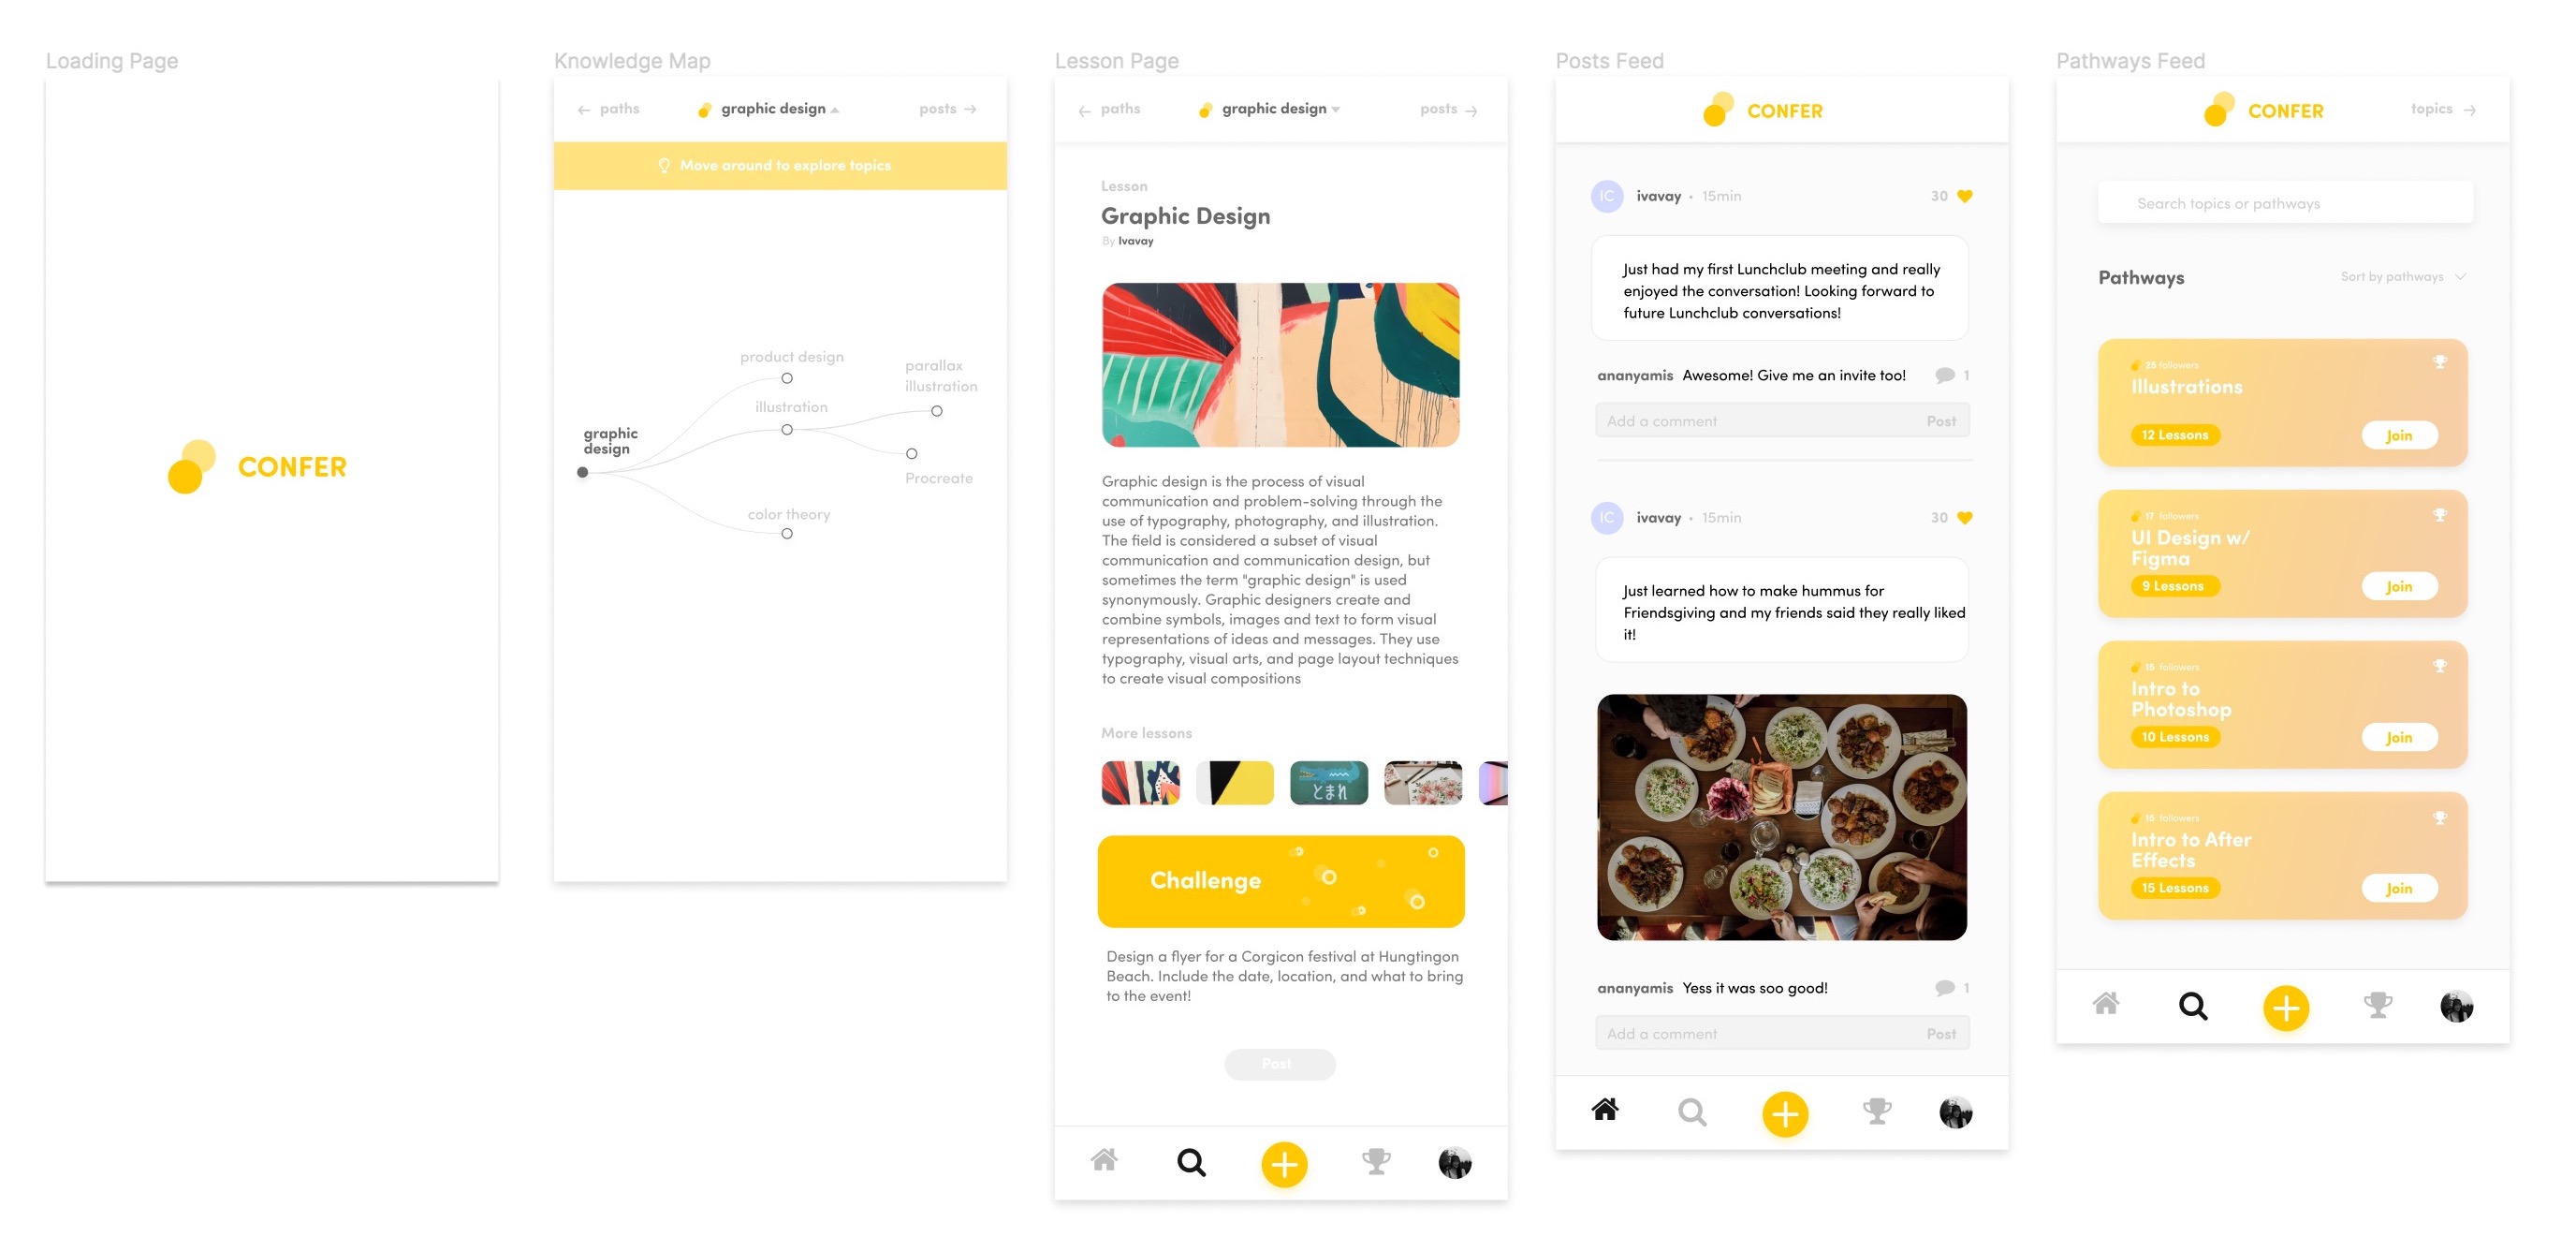 Loading Page
CONFER
Knowledge Map
← paths
graphic design
posts →
Move around to explore topics
product design
parallax
illustration
illustration
graphic
design
Procreate
color theory
Lesson Page
← paths
graphic design
posts →
Lesson
Graphic Design
By Ivavay
Graphic design is the process of visual
communication and problem-solving through the
use of typography, photography, and illustration.
The field is considered a subset of visual
communication and communication design, but
sometimes the term "graphic design" is used
synonymously. Graphic designers create and
combine symbols, images and text to form visual
representations of ideas and messages. They use
typography, visual arts, and page layout techniques
to create visual compositions
More lessons
とまれ
Challenge
Design a flyer for a Corgicon festival at Hungtingon
Beach. Include the date, location, and what to bring
to the event!
Post
Posts Feed
CONFER
IC ivavay • 15min 30
Just had my first Lunchclub meeting and really
enjoyed the conversation! Looking forward to
future Lunchclub conversations!
ananyamis Awesome! Give me an invite too! 1
Add a comment Post
IC ivavay • 15min 30
Just learned how to make hummus for
Friendsgiving and my friends said they really liked
it!
ananyamis Yess it was soo good! 1
Add a comment Post
Pathways Feed
CONFER
topics →
Search topics or pathways
Pathways
Sort by pathways
25 followers
Illustrations
12 Lessons
Join
17 followers
UI Design w/
Figma
9 Lessons
Join
16 followers
Intro to
Photoshop
10 Lessons
Join
15 followers
Intro to After
Effects
15 Lessons
Join